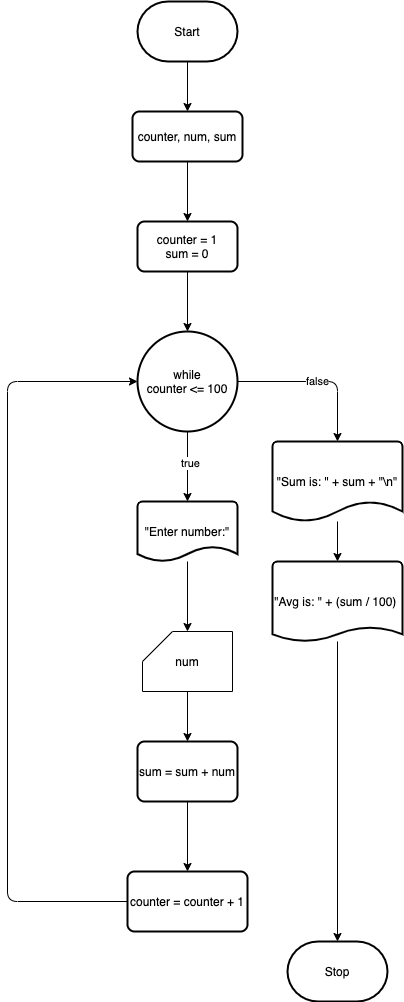 Start
counter, num, sum
counter = 1
sum = 0
while
counter <= 100
false
true
"Sum is: " + sum + "\n"
"Enter number:"
"Avg is: " + (sum / 100)
num
sum = sum + num
counter = counter + 1
Stop